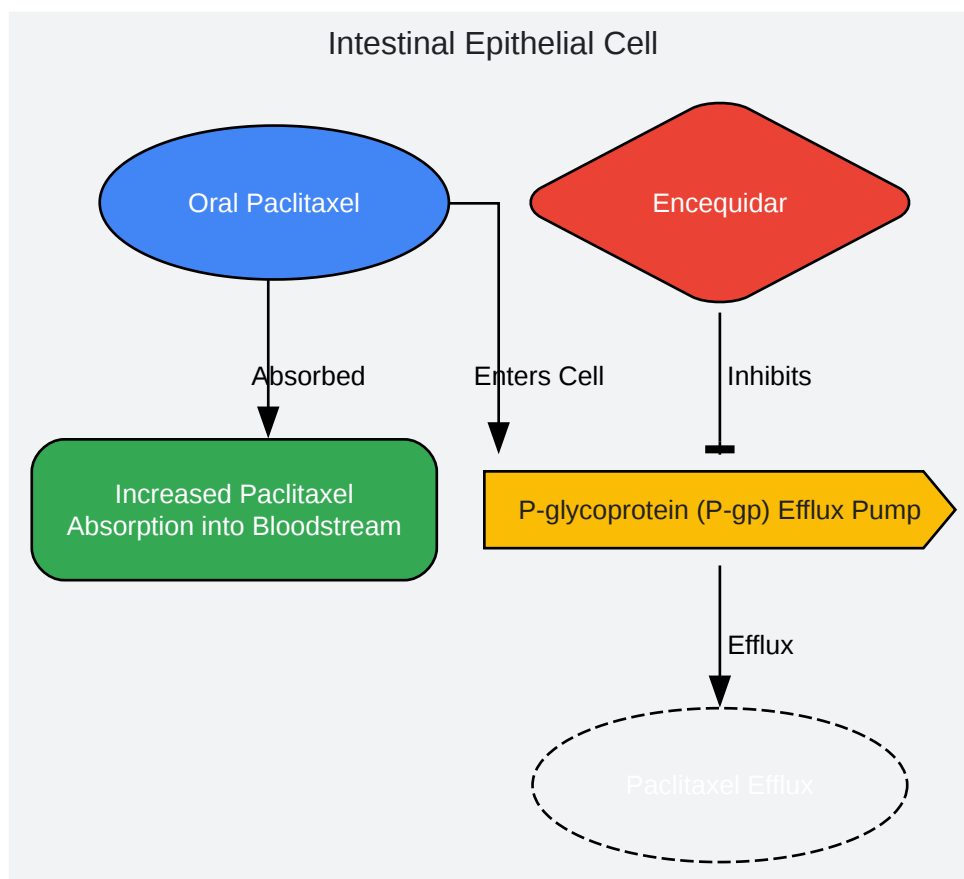 Intestinal Epithelial Cell
Oral Paclitaxel
Encequidar
Absorbed
Enters Cell
Inhibits
Increased Paclitaxel
Absorption into Bloodstream
P-glycoprotein (P-gp) Efflux Pump
Efflux
Paclitaxel Efflux